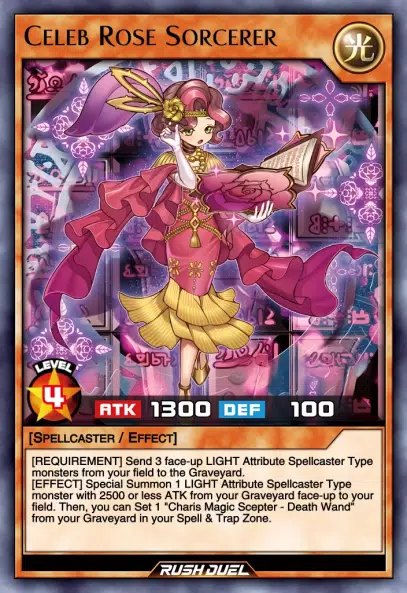 CELEB ROSE SORCERER
光
LEVEL
4
ATK 1300 DEF 100
[SPELLCASTER / EFFECT]
[REQUIREMENT] Send 3 face-up LIGHT Attribute Spellcaster Type
monsters from your field to the Graveyard.
[EFFECT] Special Summon 1 LIGHT Attribute Spellcaster Type
monster with 2500 or less ATK from your Graveyard face-up to your
field. Then, you can Set 1 "Charis Magic Scepter - Death Wand"
from your Graveyard in your Spell & Trap Zone.
RUSH DUEL